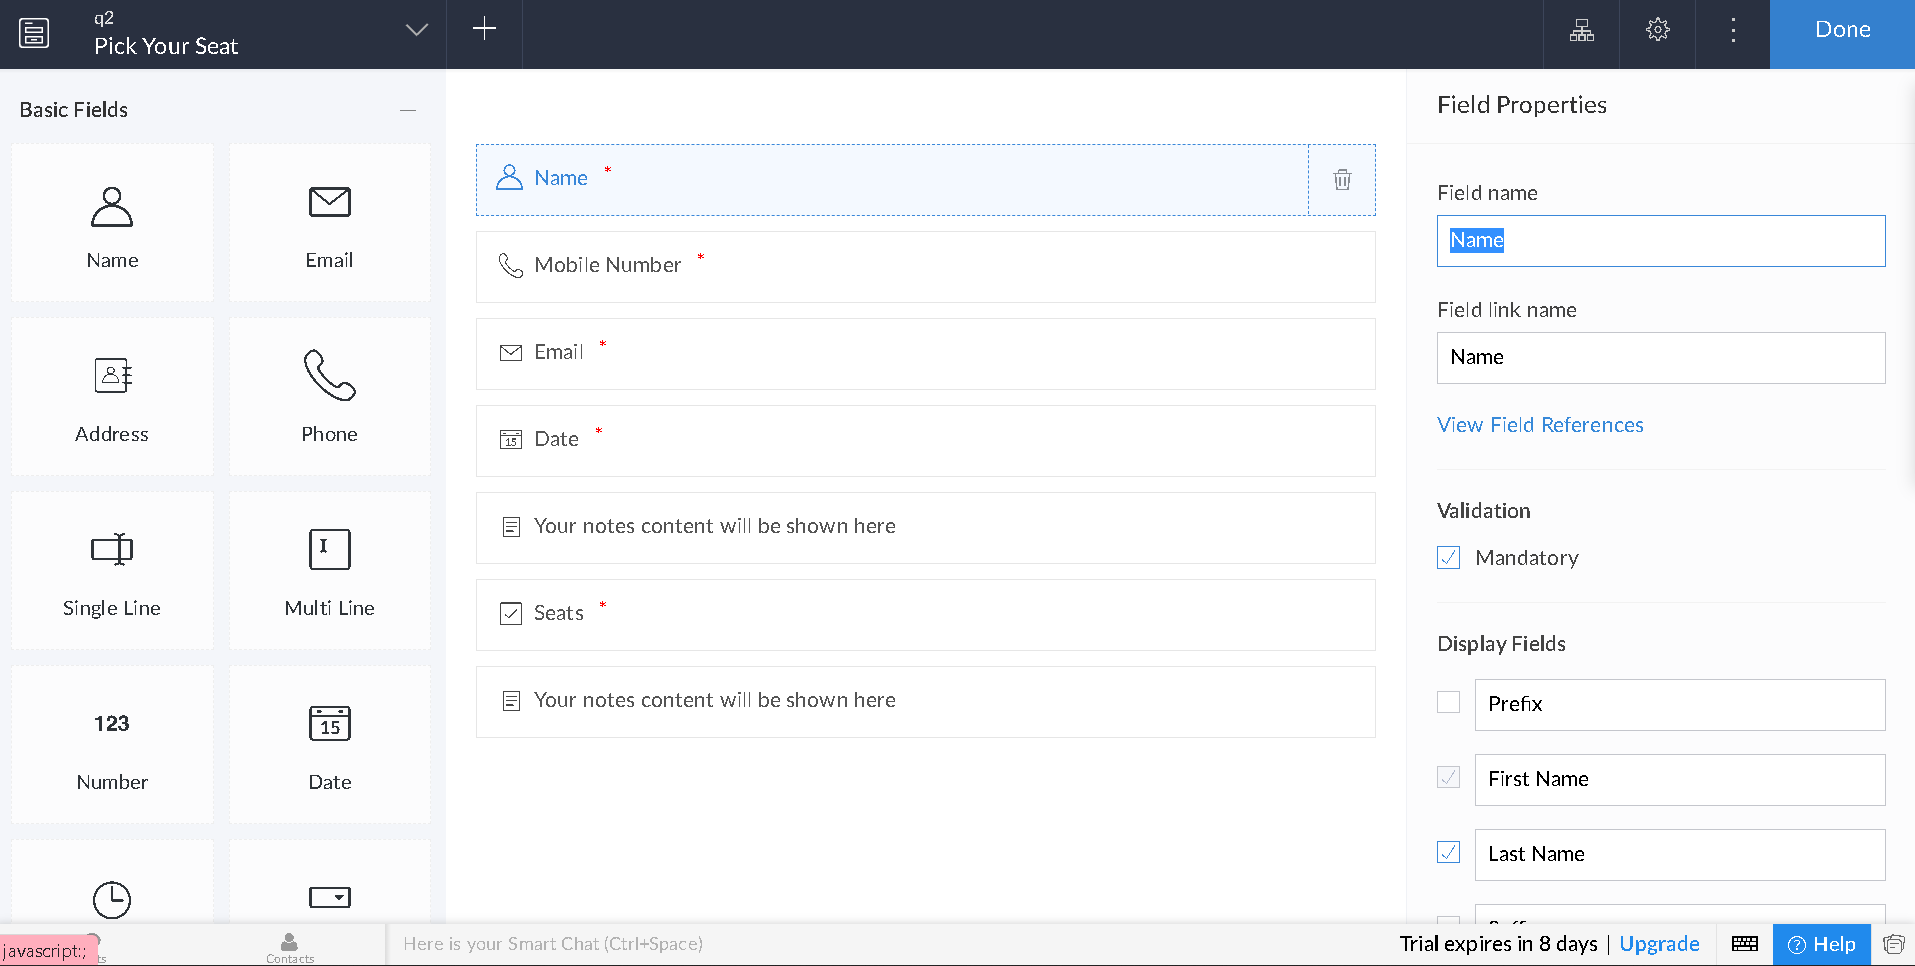 q2
Pick Your Seat
Done
Basic Fields
Name
Email
Address
Phone
Single Line
Multi Line
123
Number
15
Date
Name *
Mobile Number *
Email *
15 Date *
Your notes content will be shown here
Seats *
Your notes content will be shown here
Field Properties
Field name
Name
Field link name
Name
View Field References
Validation
Mandatory
Display Fields
Prefix
First Name
Last Name
javascript:;
Contacts
Here is your Smart Chat (Ctrl+Space)
Trial expires in 8 days | Upgrade
? Help